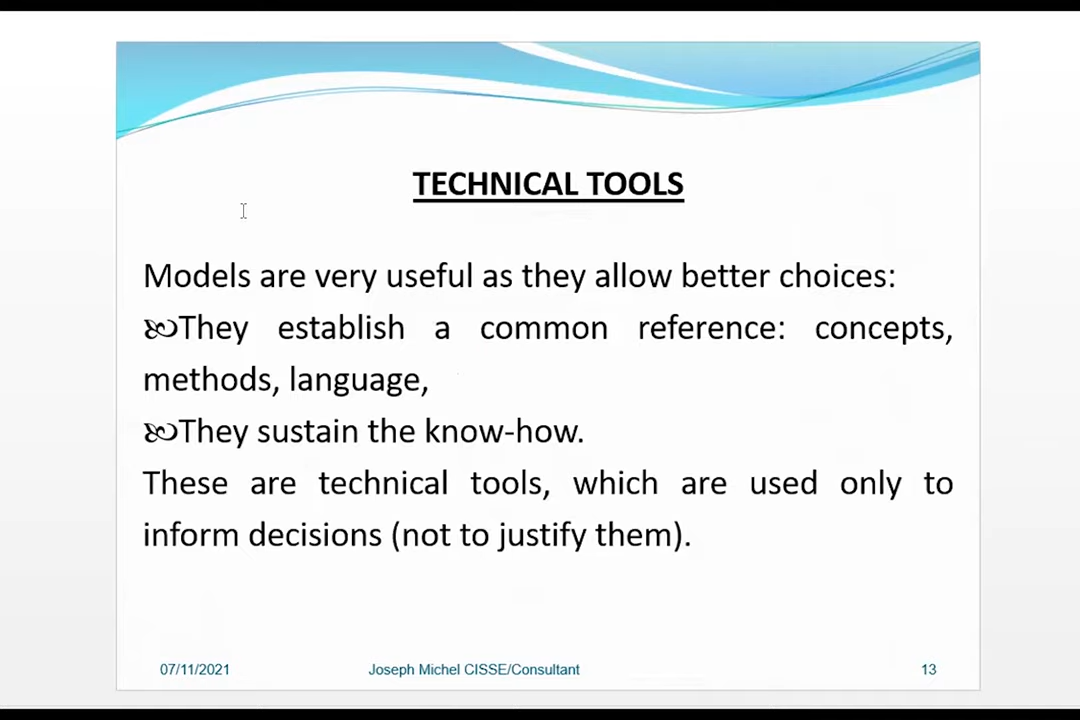 TECHNICAL TOOLS
Models are very useful as they allow better choices:
They establish a common reference: concepts,
methods, language,
They sustain the know-how.
These are technical tools, which are used only to
inform decisions (not to justify them).
07/11/2021 Joseph Michel CISSE/Consultant 13